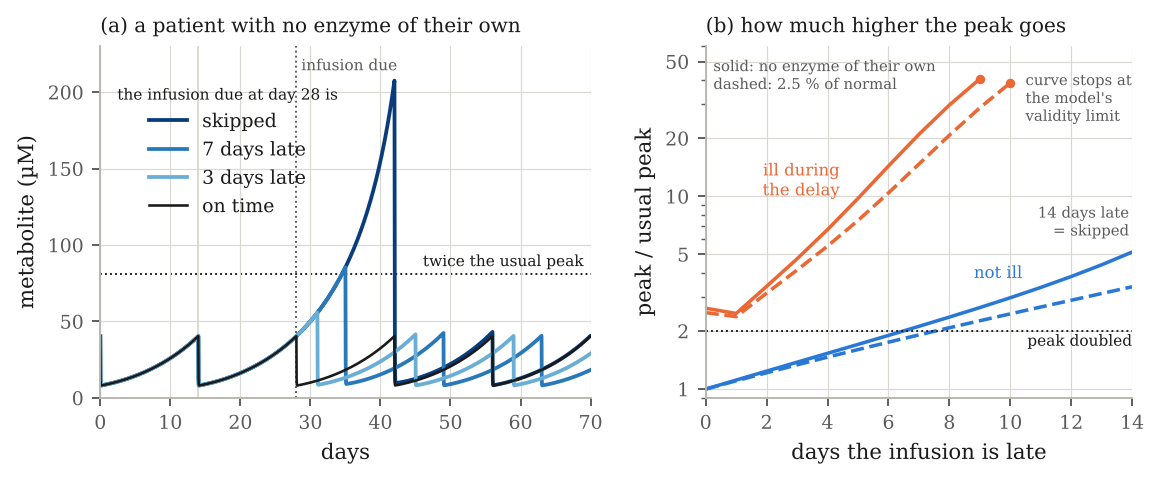 (a) a patient with no enzyme of their own
infusion due
the infusion due at day 28 is
skipped
7 days late
3 days late
on time
twice the usual peak
metabolite (μM)
200
150
100
50
0
0 10 20 30 40 50 60 70
days
(b) how much higher the peak goes
solid: no enzyme of their own
dashed: 2.5 % of normal
curve stops at
the model's
validity limit
ill during
the delay
14 days late
= skipped
not ill
peak doubled
peak / usual peak
50
20
10
5
2
1
0 2 4 6 8 10 12 14
days the infusion is late